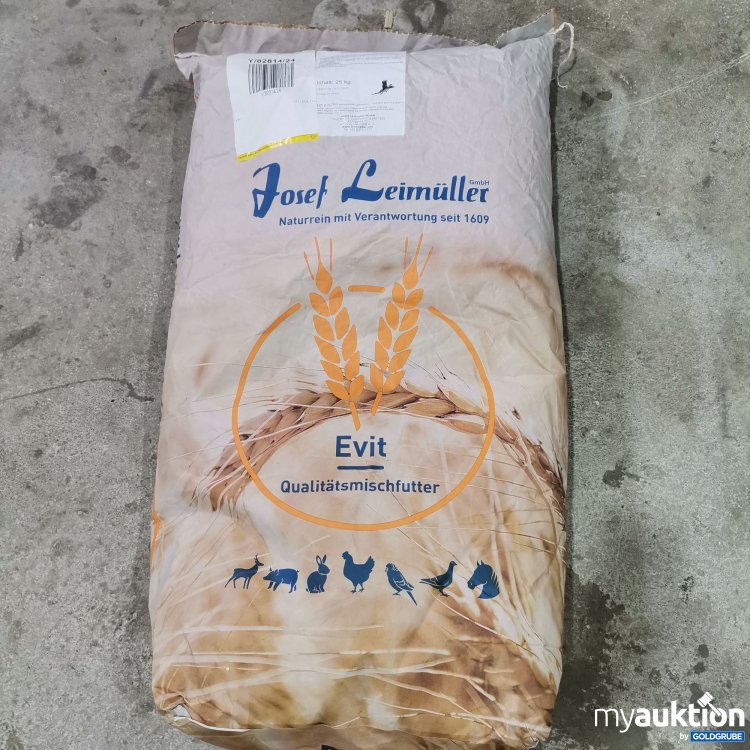 Y/82814/24
Inhalt: 25 kg
Josef Leimüller GmbH
Naturrein mit Verantwortung seit 1609
Evit
Qualitätsmischfutter
myauktion
by GOLDGRUBE